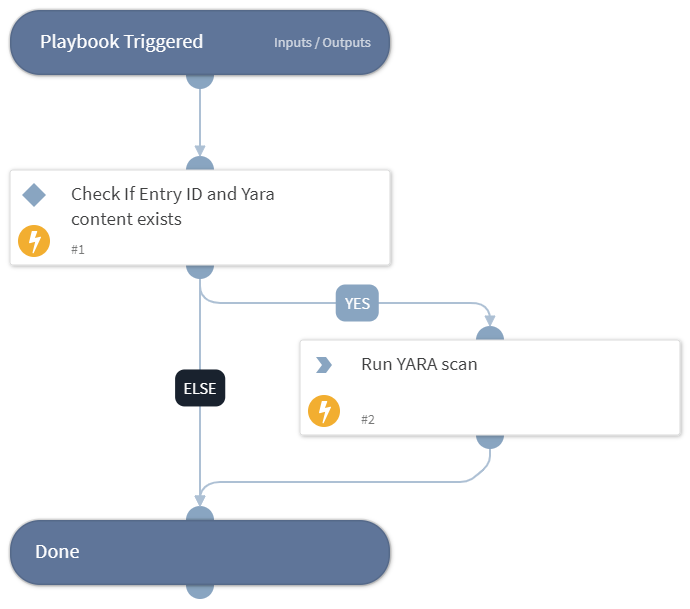 Playbook Triggered
Inputs / Outputs
Check If Entry ID and Yara
content exists
#1
YES
Run YARA scan
#2
ELSE
Done